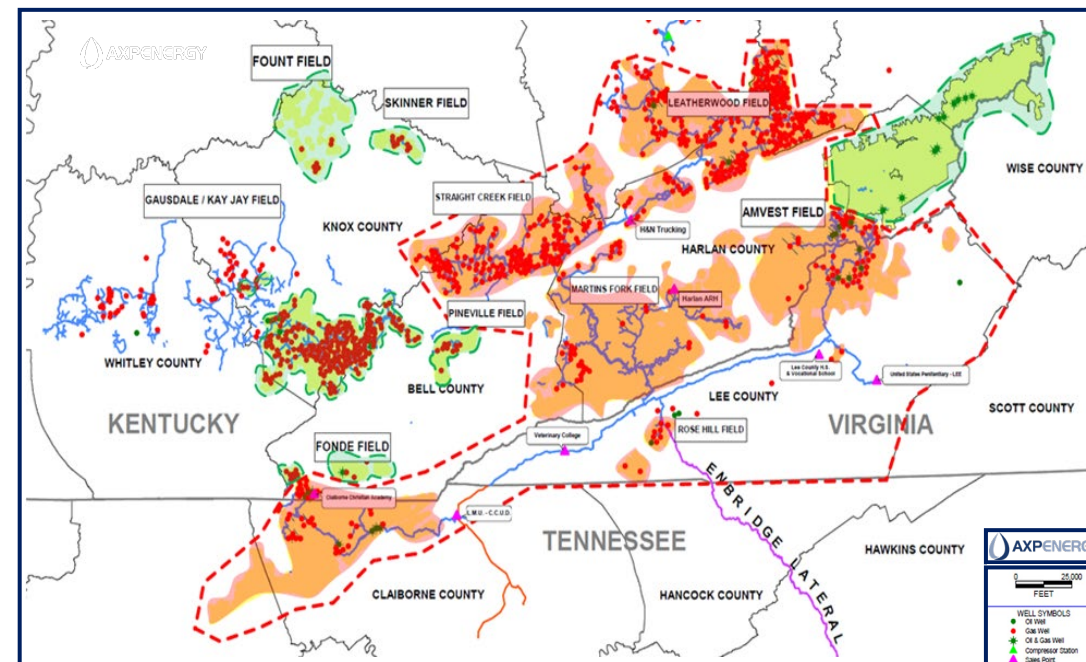 AXPENERGY
FOUNT FIELD
SKINNER FIELD
LEATHERWOOD FIELD
WISE COUNTY
GAUSDALE / KAY JAY FIELD
STRAIGHT CREEK FIELD
KNOX COUNTY
AMVEST FIELD
H&N Trucking
HARLAN COUNTY
MARTINS FORK FIELD
Harlan ARH
PINEVILLE FIELD
WHITLEY COUNTY
BELL COUNTY
Lee County H.S.
& Vocational School
United States Penitentiary - LEE
LEE COUNTY
SCOTT COUNTY
KENTUCKY
VIRGINIA
Veterinary College
ROSE HILL FIELD
FONDE FIELD
Claiborne Christian Academy
L.M.U. - C.C.U.D.
ENBRIDGE LATERAL
TENNESSEE
HAWKINS COUNTY
CLAIBORNE COUNTY
HANCOCK COUNTY
AXPENERG
0 25,000
FEET
WELL SYMBOLS
Oil Well
Gas Well
Oil & Gas Well
Compressor Station
Sales Point